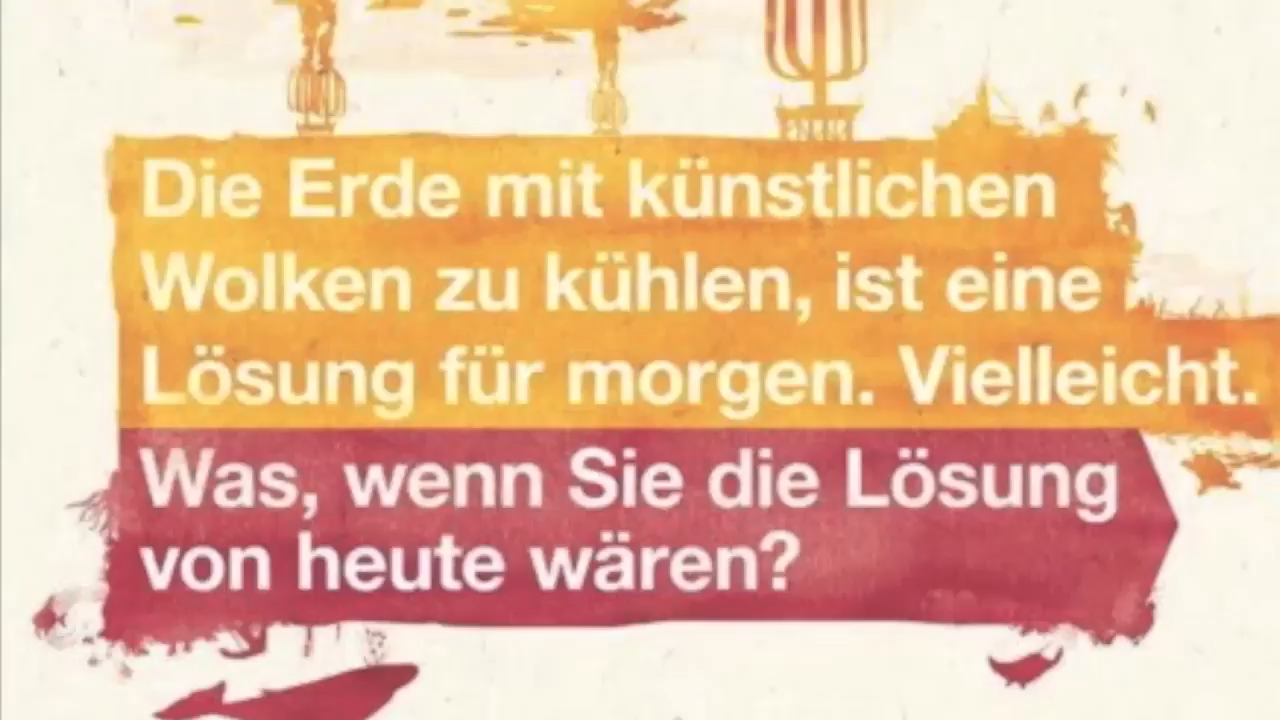 Die Erde mit künstlichen
Wolken zu kühlen, ist eine
Lösung für morgen. Vielleicht.
Was, wenn Sie die Lösung
von heute wären?